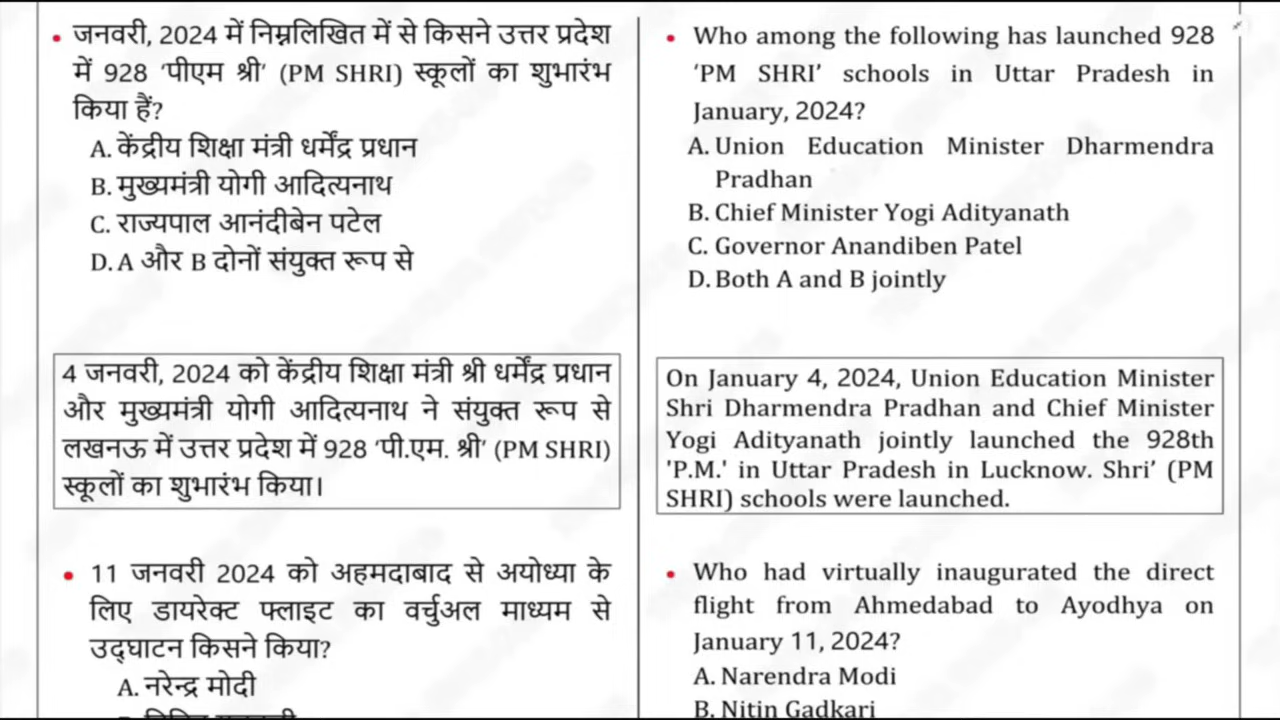 • जनवरी, 2024 में निम्नलिखित में से किसने उत्तर प्रदेश
में 928 ‘पीएम श्री’ (PM SHRI) स्कूलों का शुभारंभ
किया हैं?
A. केंद्रीय शिक्षा मंत्री धर्मेंद्र प्रधान
B. मुख्यमंत्री योगी आदित्यनाथ
C. राज्यपाल आनंदीबेन पटेल
D. A और B दोनों संयुक्त रूप से
4 जनवरी, 2024 को केंद्रीय शिक्षा मंत्री श्री धर्मेंद्र प्रधान
और मुख्यमंत्री योगी आदित्यनाथ ने संयुक्त रूप से
लखनऊ में उत्तर प्रदेश में 928 ‘पी.एम. श्री’ (PM SHRI)
स्कूलों का शुभारंभ किया।
• 11 जनवरी 2024 को अहमदाबाद से अयोध्या के
लिए डायरेक्ट फ्लाइट का वर्चुअल माध्यम से
उद्घाटन किसने किया?
A. नरेन्द्र मोदी
• Who among the following has launched 928
‘PM SHRI’ schools in Uttar Pradesh in
January, 2024?
A. Union Education Minister Dharmendra
Pradhan
B. Chief Minister Yogi Adityanath
C. Governor Anandiben Patel
D. Both A and B jointly
On January 4, 2024, Union Education Minister
Shri Dharmendra Pradhan and Chief Minister
Yogi Adityanath jointly launched the 928th
'P.M.' in Uttar Pradesh in Lucknow. Shri’ (PM
SHRI) schools were launched.
• Who had virtually inaugurated the direct
flight from Ahmedabad to Ayodhya on
January 11, 2024?
A. Narendra Modi
B. Nitin Gadkari